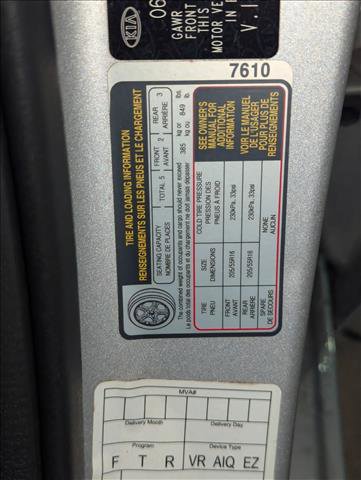 KIA
06
GAWR
FRONT
THIS
MOTOR VE
IN E
V.I
7610
TIRE AND LOADING INFORMATION
RENSEIGNEMENTS SUR LES PNEUS ET LE CHARGEMENT
SEATING CAPACITY
NOMBRE DE PLACES
TOTAL 5
FRONT 2
AVANT
REAR 3
ARRIÈRE
The combined weight of occupants and cargo should never exceed
Le poids total des occupants et du chargement ne doit jamais dépasser
385 kg or 849 lbs.
kg ou lb.
TIRE SIZE COLD TIRE PRESSURE
PNEU DIMENSIONS PRESSION DES PNEUS À FROID
FRONT 205/55R16 230kPa, 33psi
AVANT
REAR 205/55R16 230kPa, 33psi
ARRIÈRE
SPARE NONE
DE SECOURS AUCUN
SEE OWNER'S
MANUAL FOR
ADDITIONAL
INFORMATION
VOIR LE MANUEL
DE L'USAGER
POUR PLUS DE
RENSEIGNEMENTS
MVA#
Delivery Month Delivery Day
Program Device Type
F T R VR AIQ EZ